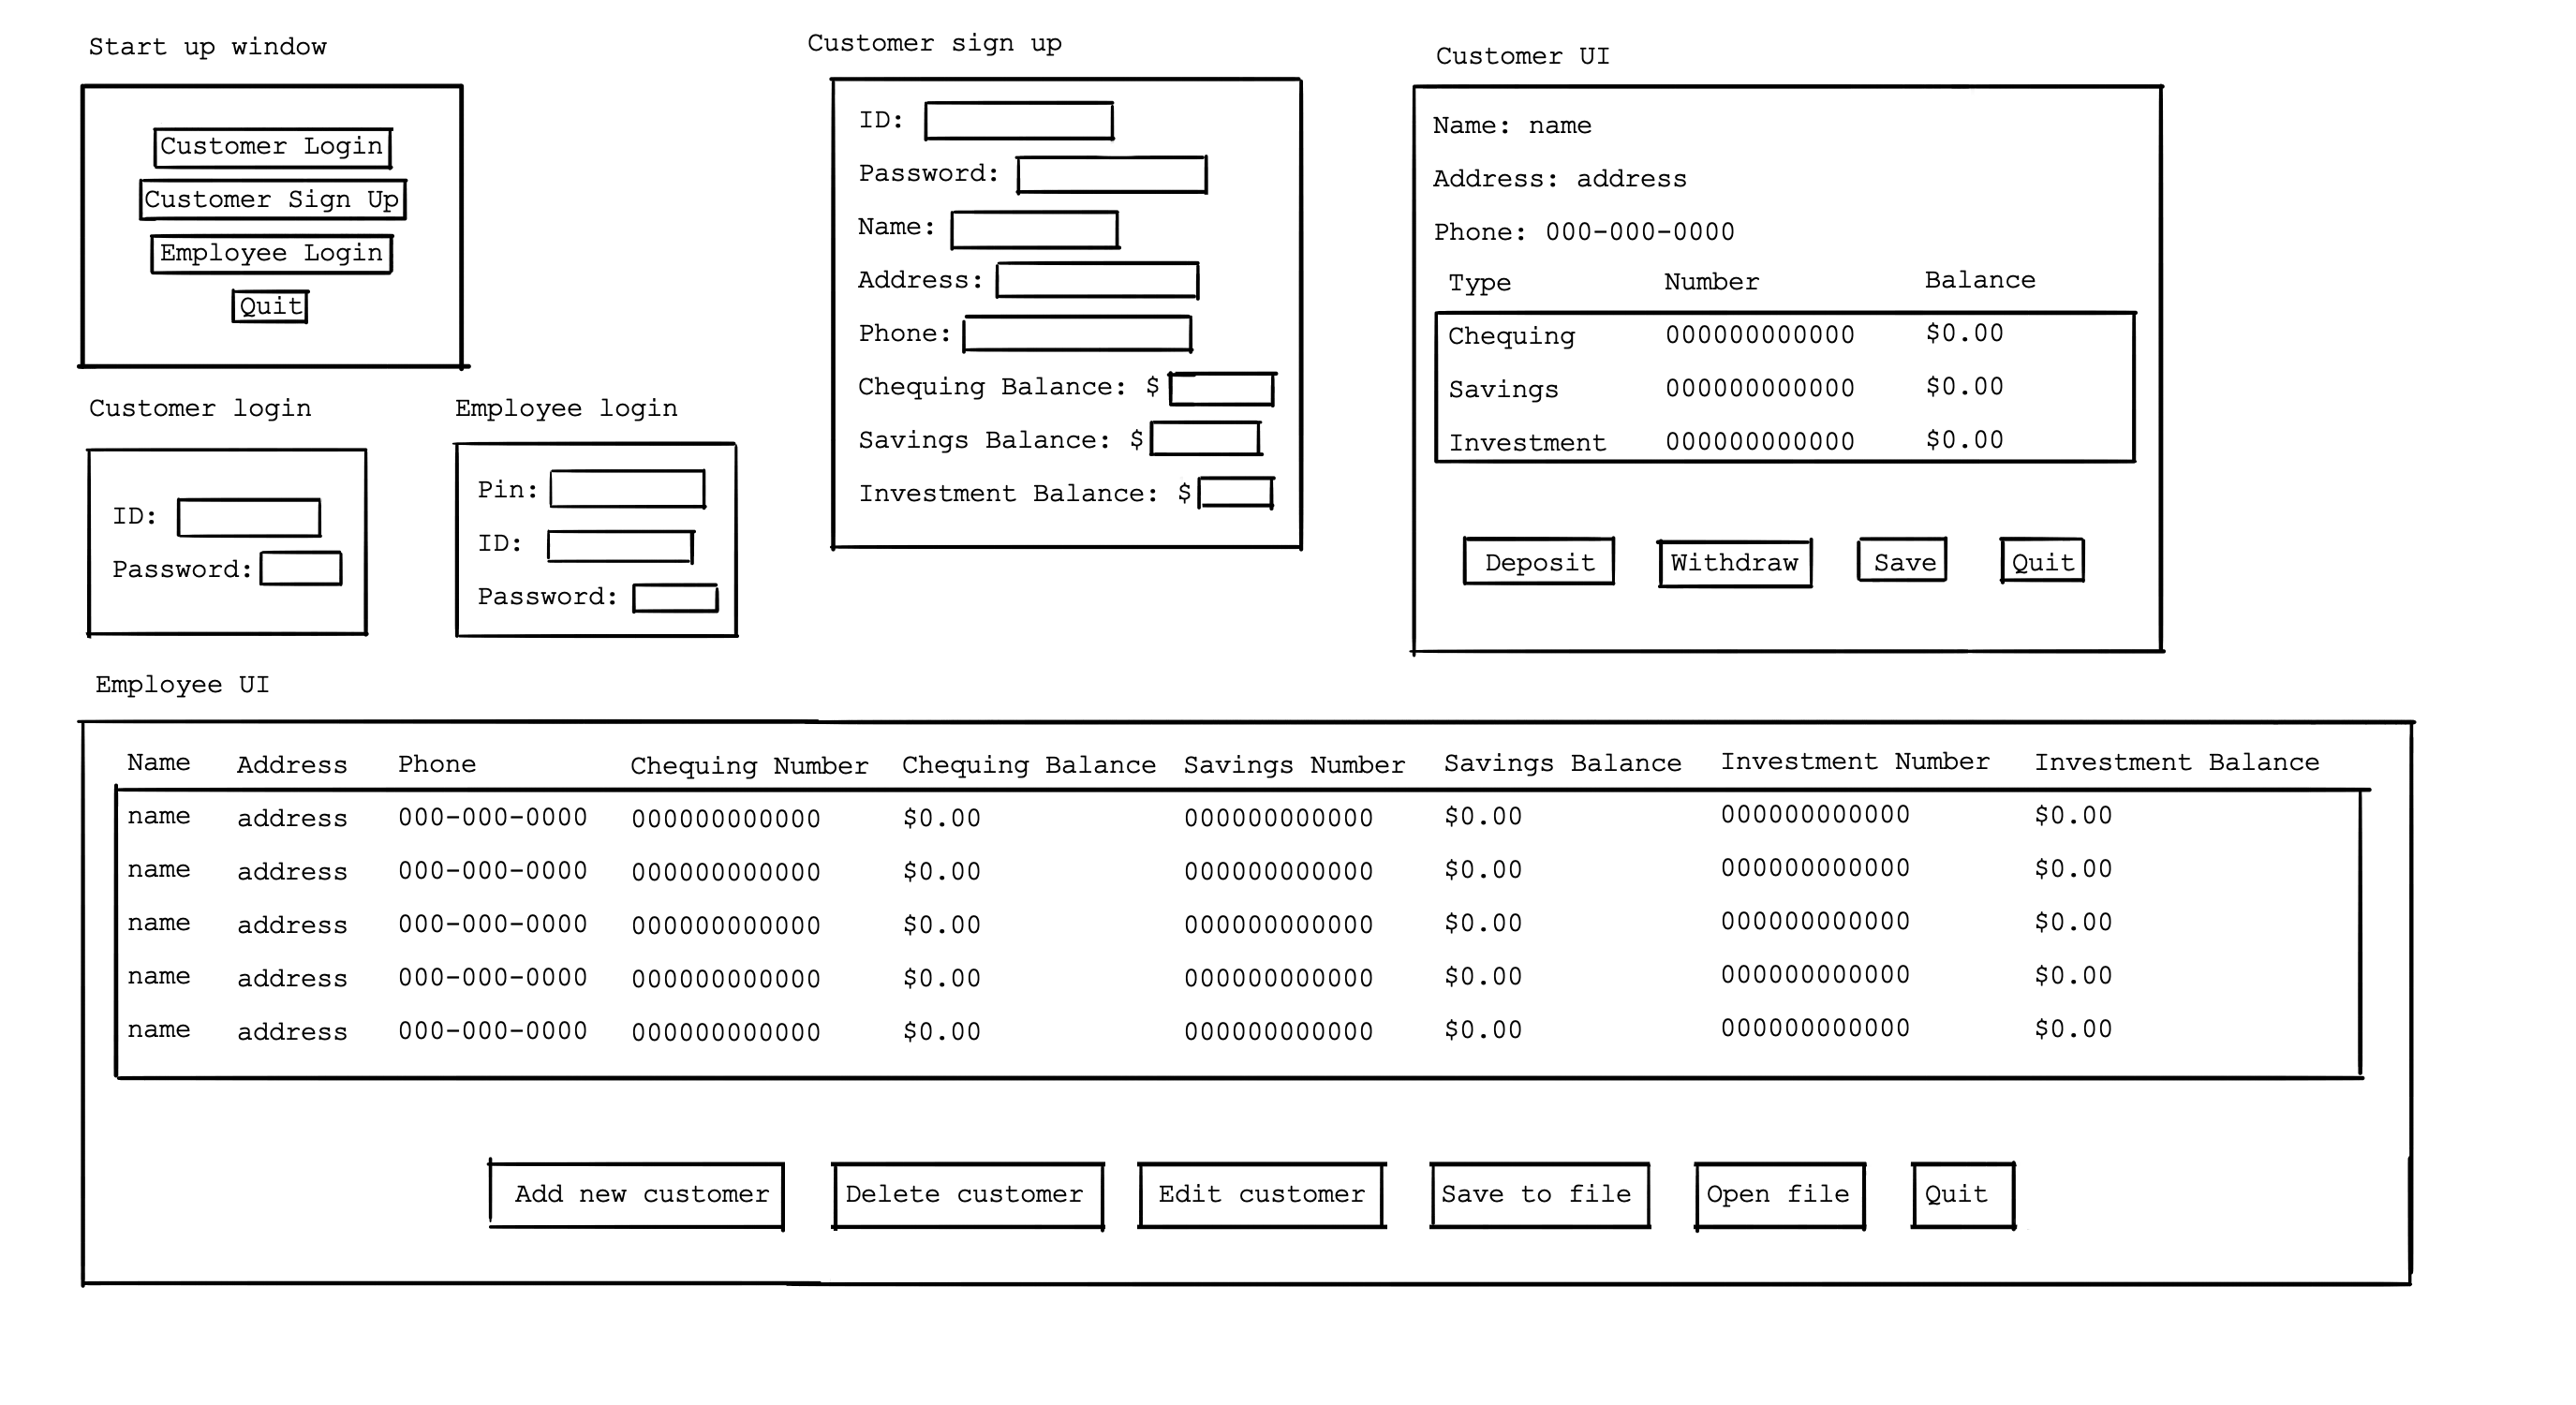 Start up window
Customer Login
Customer Sign Up
Employee Login
Quit
Customer login
ID:
Password:
Employee login
Pin:
ID:
Password:
Customer sign up
ID:
Password:
Name:
Address:
Phone:
Chequing Balance: $
Savings Balance: $
Investment Balance: $
Customer UI
Name: name
Address: address
Phone: 000-000-0000
Type Number Balance
Chequing 000000000000 $0.00
Savings 000000000000 $0.00
Investment 000000000000 $0.00
Deposit Withdraw Save Quit
Employee UI
Name Address Phone Chequing Number Chequing Balance Savings Number Savings Balance Investment Number Investment Balance
name address 000-000-0000 000000000000 $0.00 000000000000 $0.00 000000000000 $0.00
name address 000-000-0000 000000000000 $0.00 000000000000 $0.00 000000000000 $0.00
name address 000-000-0000 000000000000 $0.00 000000000000 $0.00 000000000000 $0.00
name address 000-000-0000 000000000000 $0.00 000000000000 $0.00 000000000000 $0.00
name address 000-000-0000 000000000000 $0.00 000000000000 $0.00 000000000000 $0.00
Add new customer Delete customer Edit customer Save to file Open file Quit